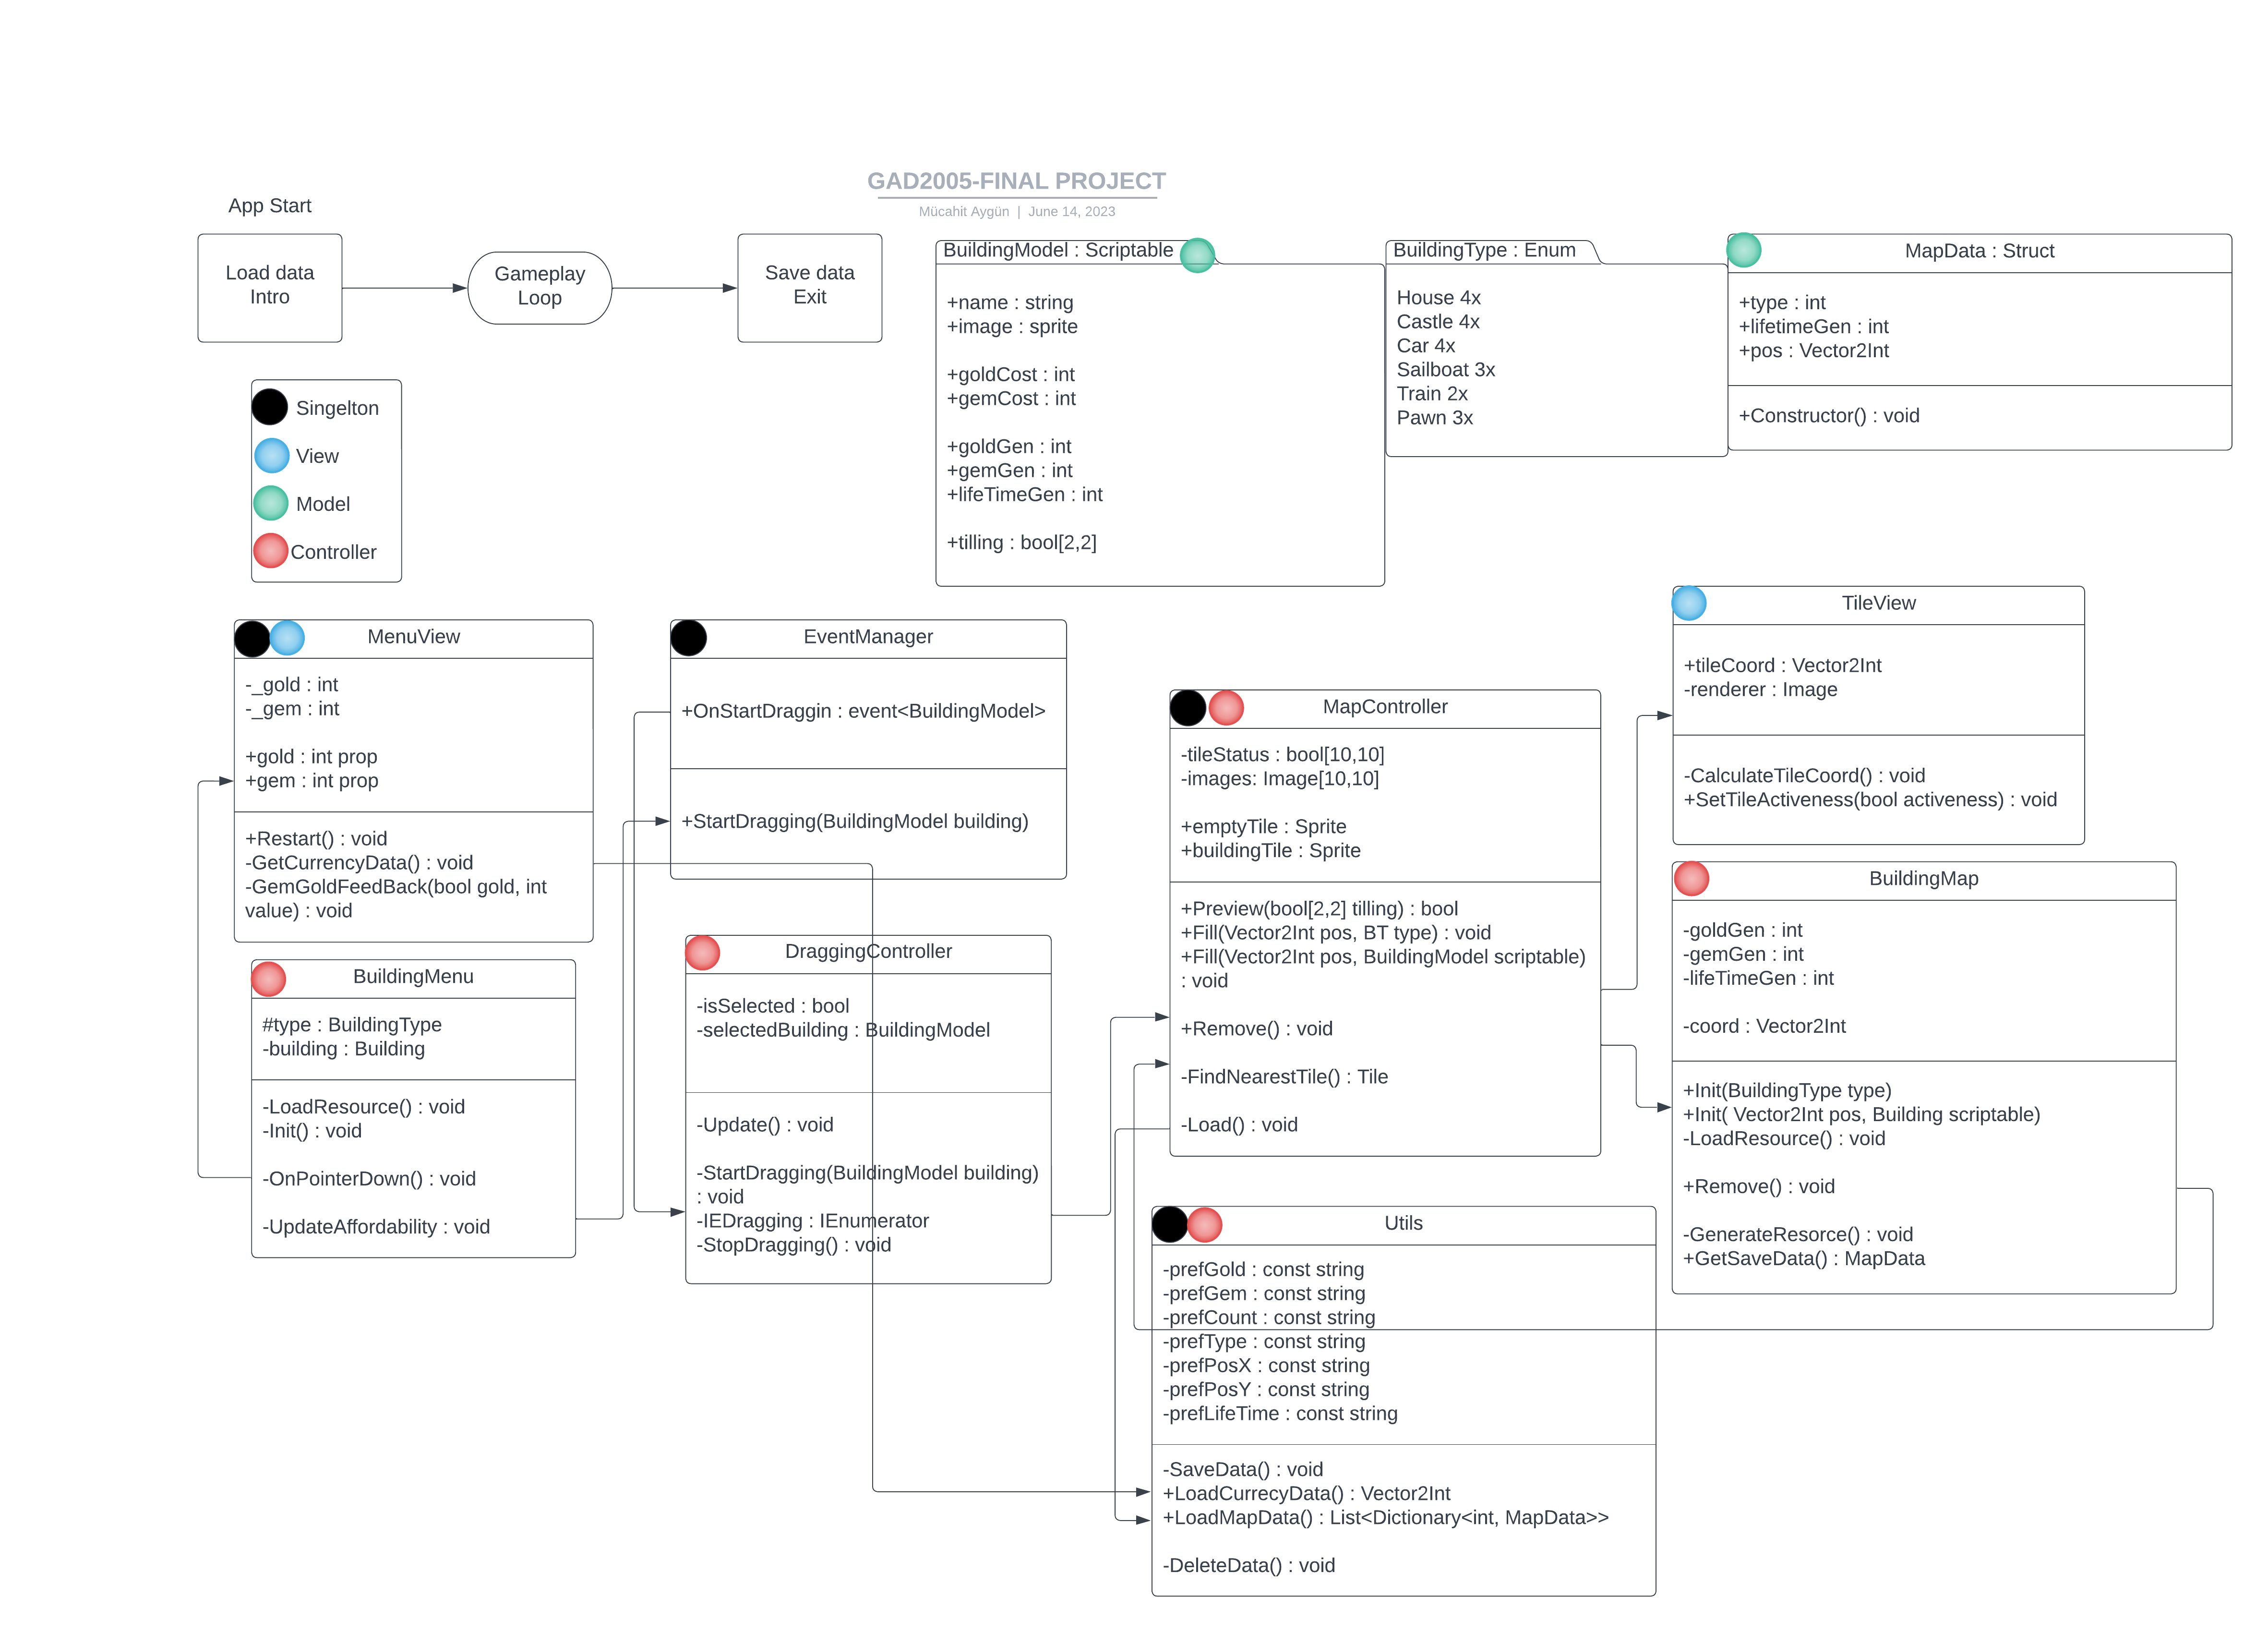 GAD2005-FINAL PROJECT
Mücahit Aygün | June 14, 2023
App Start
Load data
Intro
Gameplay
Loop
Save data
Exit
Singelton
View
Model
Controller
BuildingModel : Scriptable
+name : string
+image : sprite
+goldCost : int
+gemCost : int
+goldGen : int
+gemGen : int
+lifeTimeGen : int
+tilling : bool[2,2]
BuildingType : Enum
House 4x
Castle 4x
Car 4x
Sailboat 3x
Train 2x
Pawn 3x
MapData : Struct
+type : int
+lifetimeGen : int
+pos : Vector2Int
+Constructor() : void
MenuView
-_gold : int
-_gem : int
+gold : int prop
+gem : int prop
+Restart() : void
-GetCurrencyData() : void
-GemGoldFeedBack(bool gold, int
value) : void
BuildingMenu
#type : BuildingType
-building : Building
-LoadResource() : void
-Init() : void
-OnPointerDown() : void
-UpdateAffordability : void
EventManager
+OnStartDraggin : event<BuildingModel>
+StartDragging(BuildingModel building)
DraggingController
-isSelected : bool
-selectedBuilding : BuildingModel
-Update() : void
-StartDragging(BuildingModel building)
: void
-IEDragging : IEnumerator
-StopDragging() : void
MapController
-tileStatus : bool[10,10]
-images: Image[10,10]
+emptyTile : Sprite
+buildingTile : Sprite
+Preview(bool[2,2] tilling) : bool
+Fill(Vector2Int pos, BT type) : void
+Fill(Vector2Int pos, BuildingModel scriptable)
: void
+Remove() : void
-FindNearestTile() : Tile
-Load() : void
Utils
-prefGold : const string
-prefGem : const string
-prefCount : const string
-prefType : const string
-prefPosX : const string
-prefPosY : const string
-prefLifeTime : const string
-SaveData() : void
+LoadCurrecyData() : Vector2Int
+LoadMapData() : List<Dictionary<int, MapData>>
-DeleteData() : void
TileView
+tileCoord : Vector2Int
-renderer : Image
-CalculateTileCoord() : void
+SetTileActiveness(bool activeness) : void
BuildingMap
-goldGen : int
-gemGen : int
-lifeTimeGen : int
-coord : Vector2Int
+Init(BuildingType type)
+Init( Vector2Int pos, Building scriptable)
-LoadResource() : void
+Remove() : void
-GenerateResorce() : void
+GetSaveData() : MapData